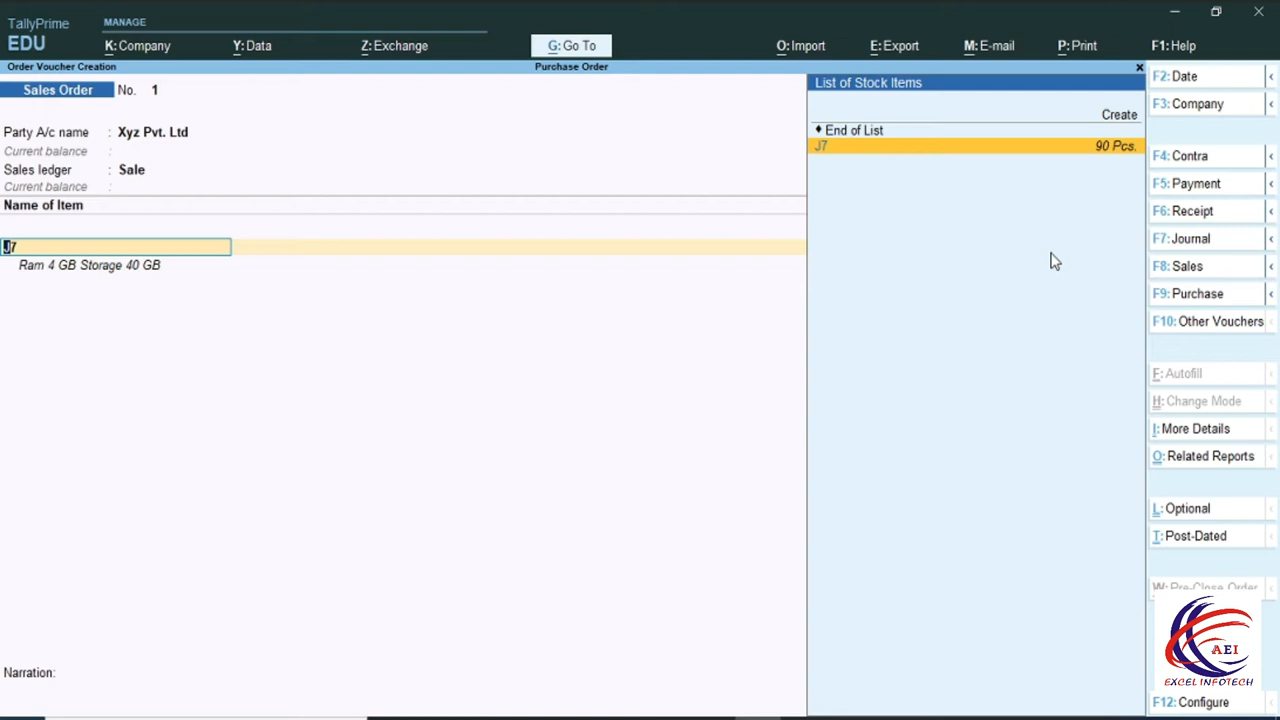 TallyPrime
EDU
MANAGE
K: Company
Y: Data
Z: Exchange
G: Go To
O: Import
E: Export
M: E-mail
P: Print
F1: Help
Order Voucher Creation
Purchase Order
Sales Order No. 1
Party A/c name : Xyz Pvt. Ltd
Current balance :
Sales ledger : Sale
Current balance :
Name of Item
J7
Ram 4 GB Storage 40 GB
Narration:
List of Stock Items
Create
♦ End of List
J7 90 Pcs.
F2: Date
F3: Company
F4: Contra
F5: Payment
F6: Receipt
F7: Journal
F8: Sales
F9: Purchase
F10: Other Vouchers
F: Autofill
H: Change Mode
I: More Details
O: Related Reports
L: Optional
T: Post-Dated
W: Pre-Close Order
AEI
EXCEL INFOTECH
F12: Configure